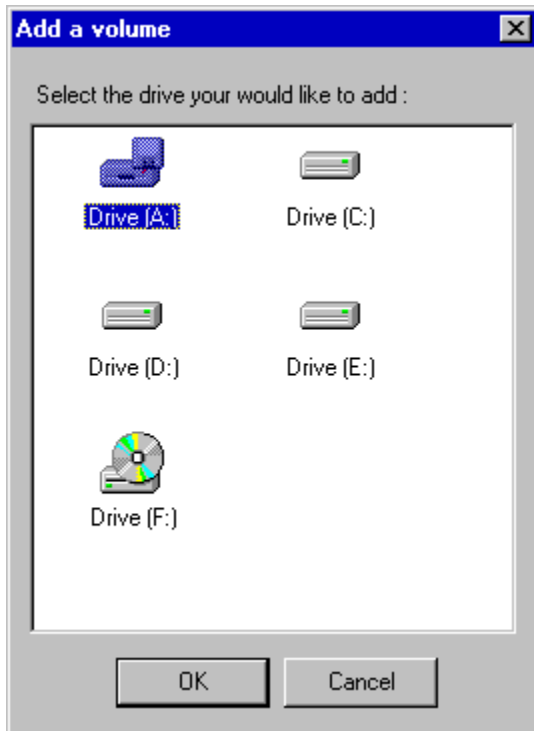 Add a volume
Select the drive your would like to add :
Drive (A:) Drive (C:)
Drive (D:) Drive (E:)
Drive (F:)
OK Cancel